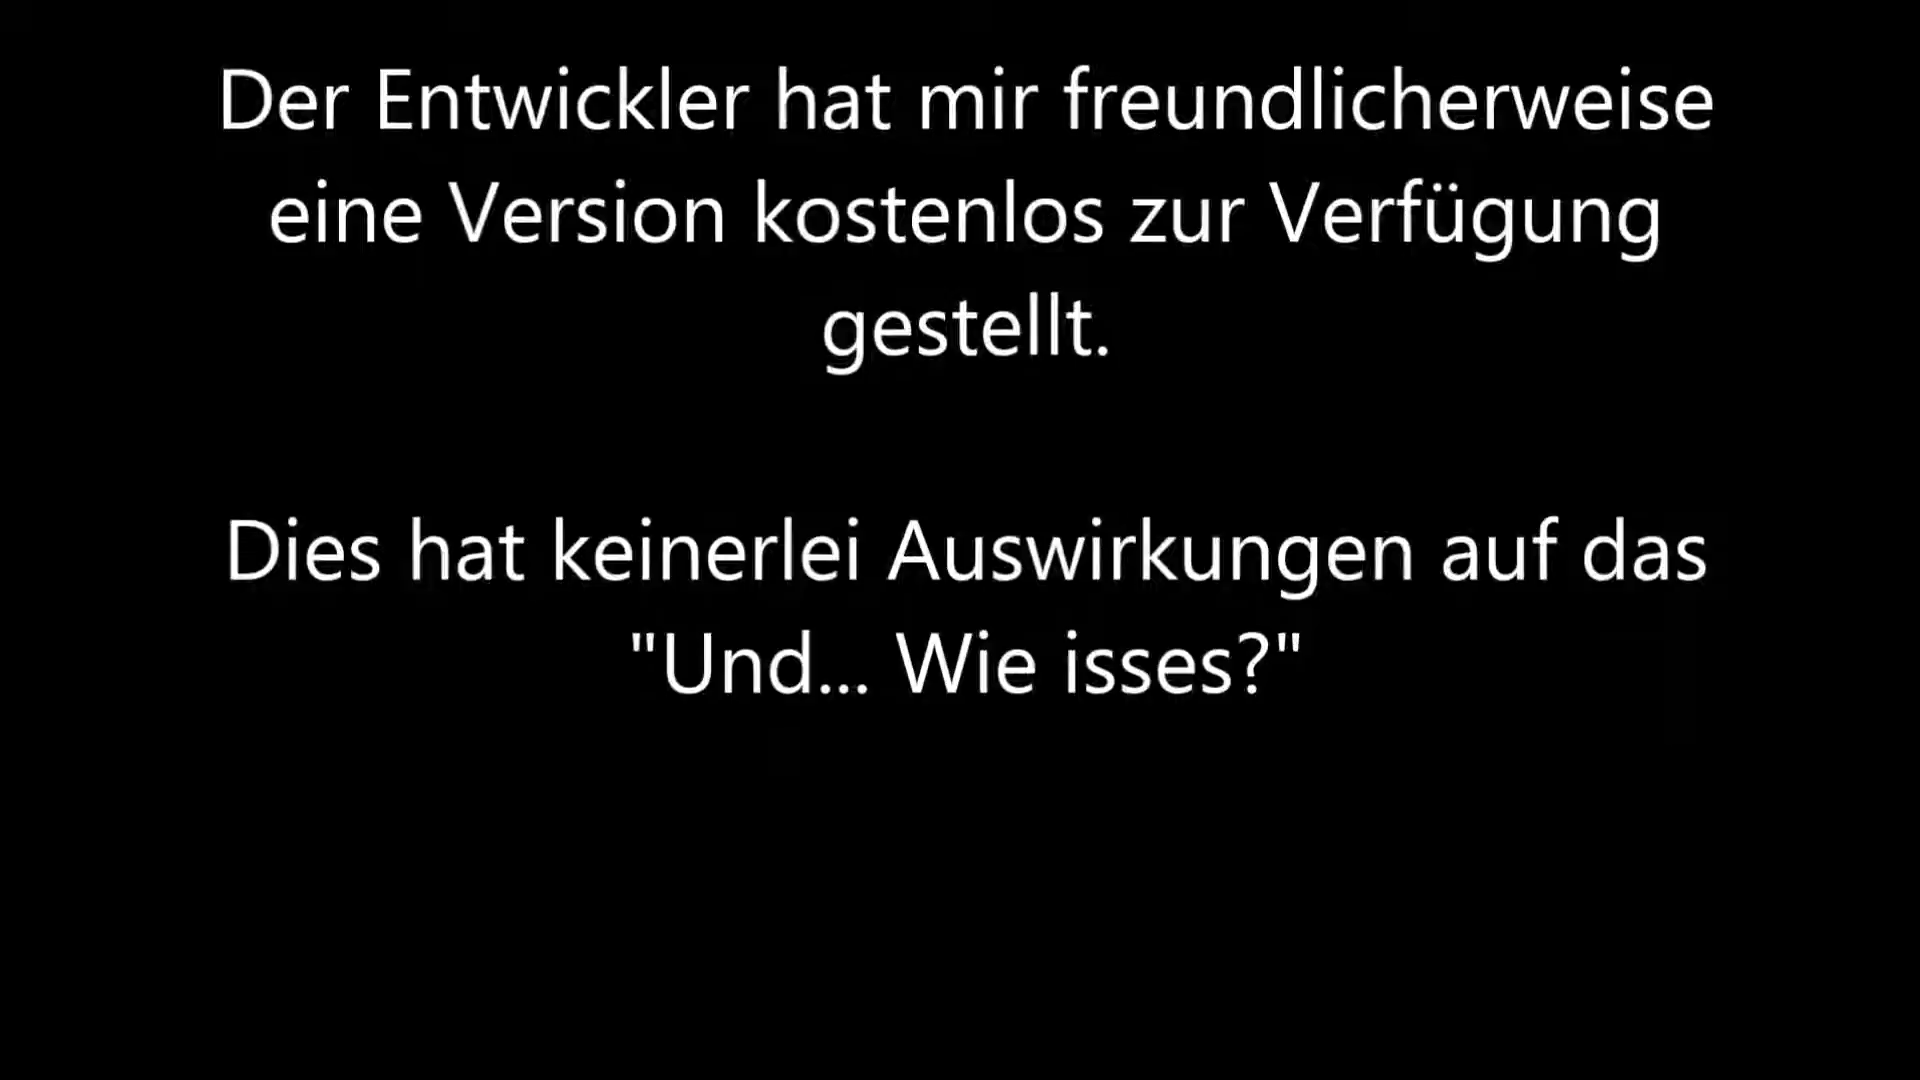 Der Entwickler hat mir freundlicherweise
eine Version kostenlos zur Verfügung
gestellt.
Dies hat keinerlei Auswirkungen auf das
"Und... Wie isses?"